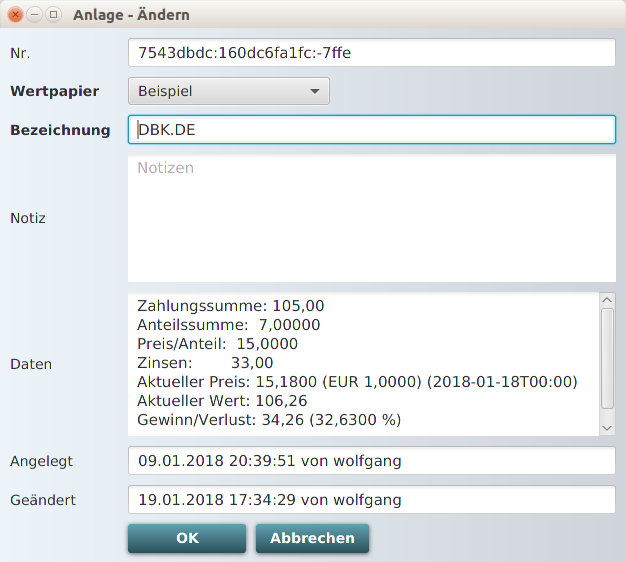 Anlage - Ändern
Nr. 7543dbdc:160dc6fa1fc:-7ffe
Wertpapier Beispiel
Bezeichnung DBK.DE
Notiz Notizen
Daten
Zahlungssumme: 105,00
Anteilssumme: 7,00000
Preis/Anteil: 15,0000
Zinsen: 33,00
Aktueller Preis: 15,1800 (EUR 1,0000) (2018-01-18T00:00)
Aktueller Wert: 106,26
Gewinn/Verlust: 34,26 (32,6300 %)
Angelegt 09.01.2018 20:39:51 von wolfgang
Geändert 19.01.2018 17:34:29 von wolfgang
OK Abbrechen